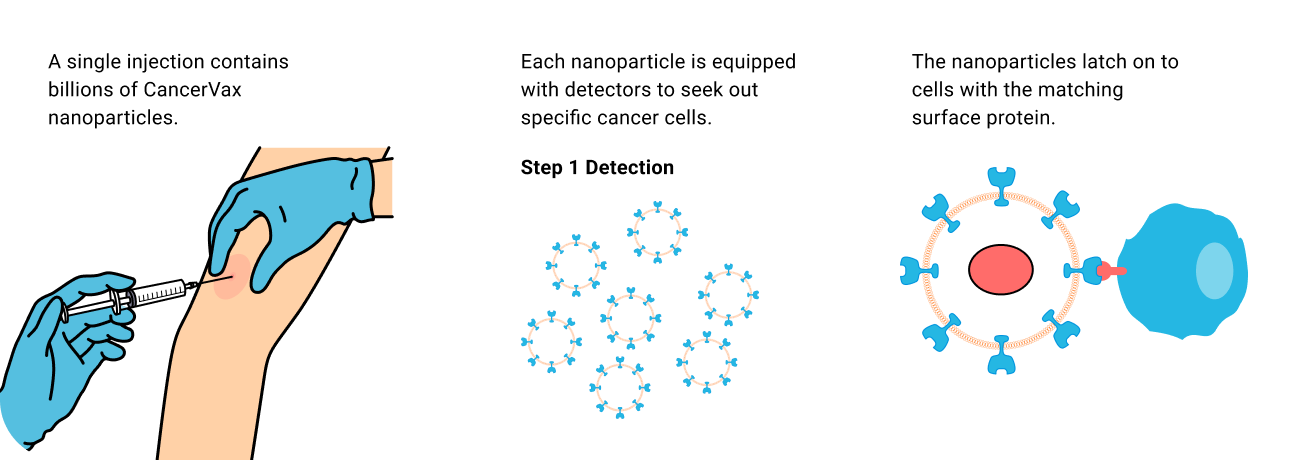 A single injection contains
billions of CancerVax
nanoparticles.
Each nanoparticle is equipped
with detectors to seek out
specific cancer cells.
Step 1 Detection
The nanoparticles latch on to
cells with the matching
surface protein.